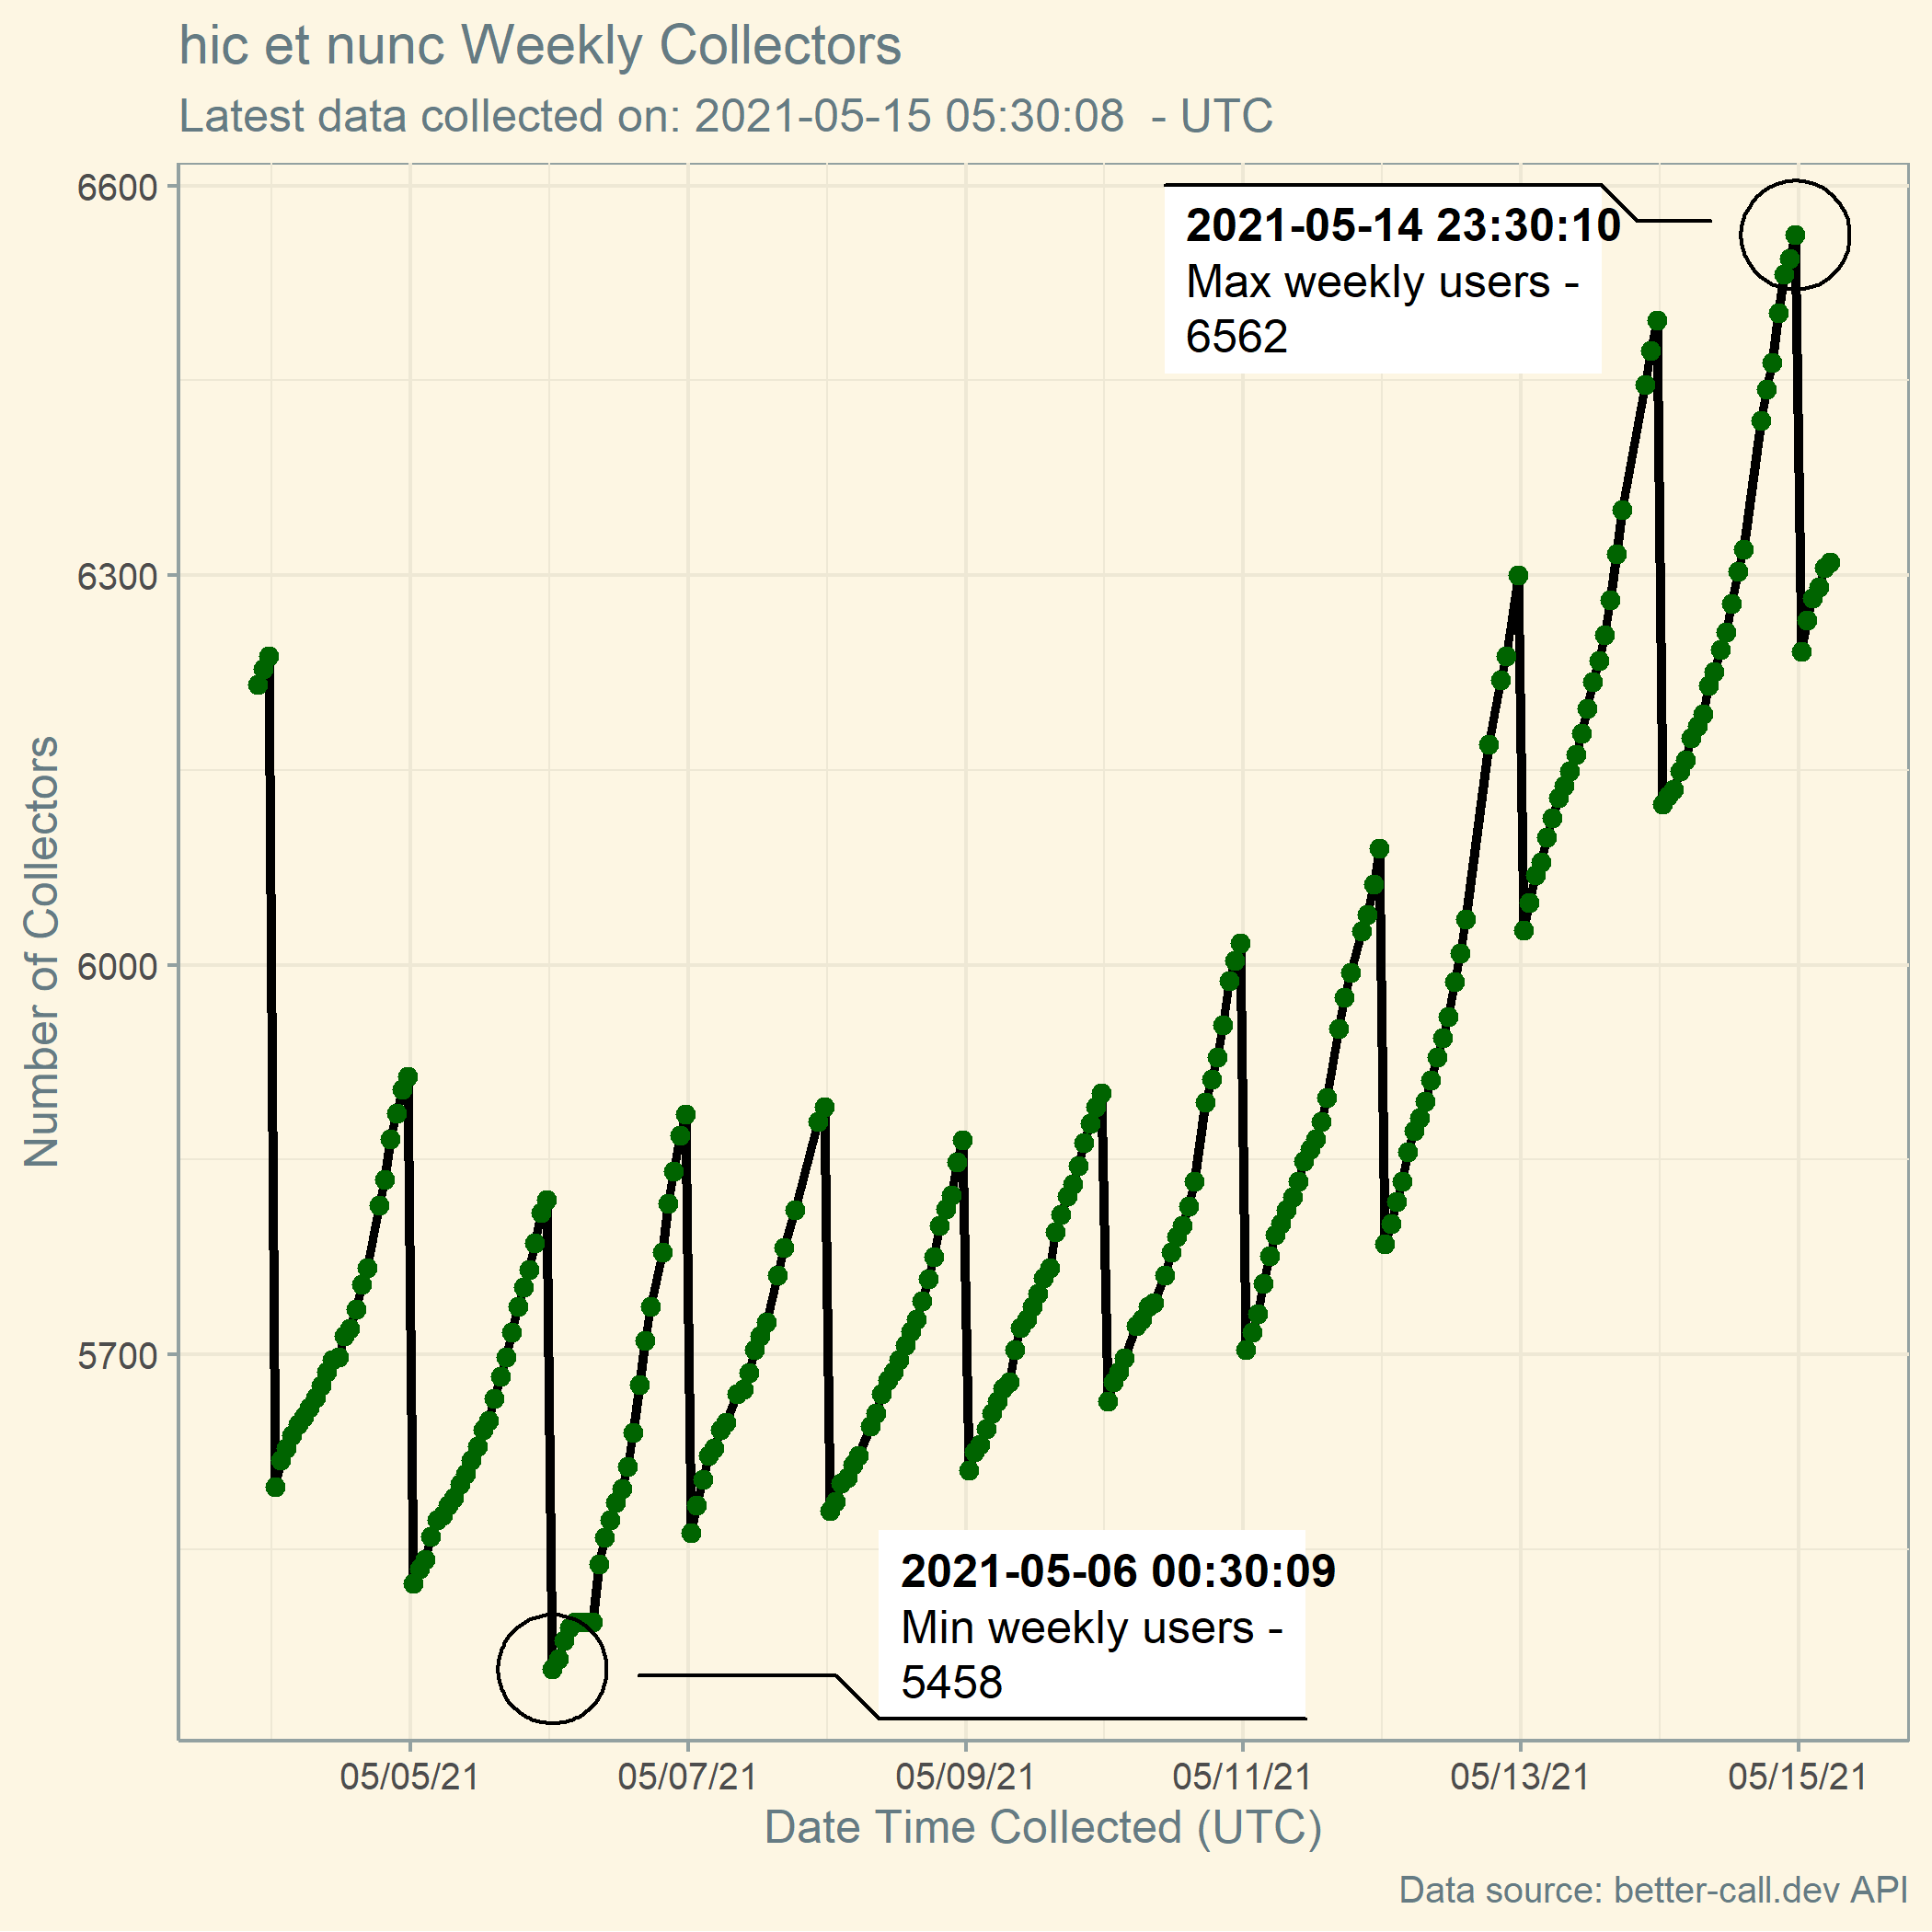 hic et nunc Weekly Collectors
Latest data collected on: 2021-05-15 05:30:08  - UTC
6600
6300
6000
5700
Number of Collectors
2021-05-14 23:30:10
Max weekly users -
6562
2021-05-06 00:30:09
Min weekly users -
5458
05/05/21
05/07/21
05/09/21
05/11/21
05/13/21
05/15/21
Date Time Collected (UTC)
Data source: better-call.dev API